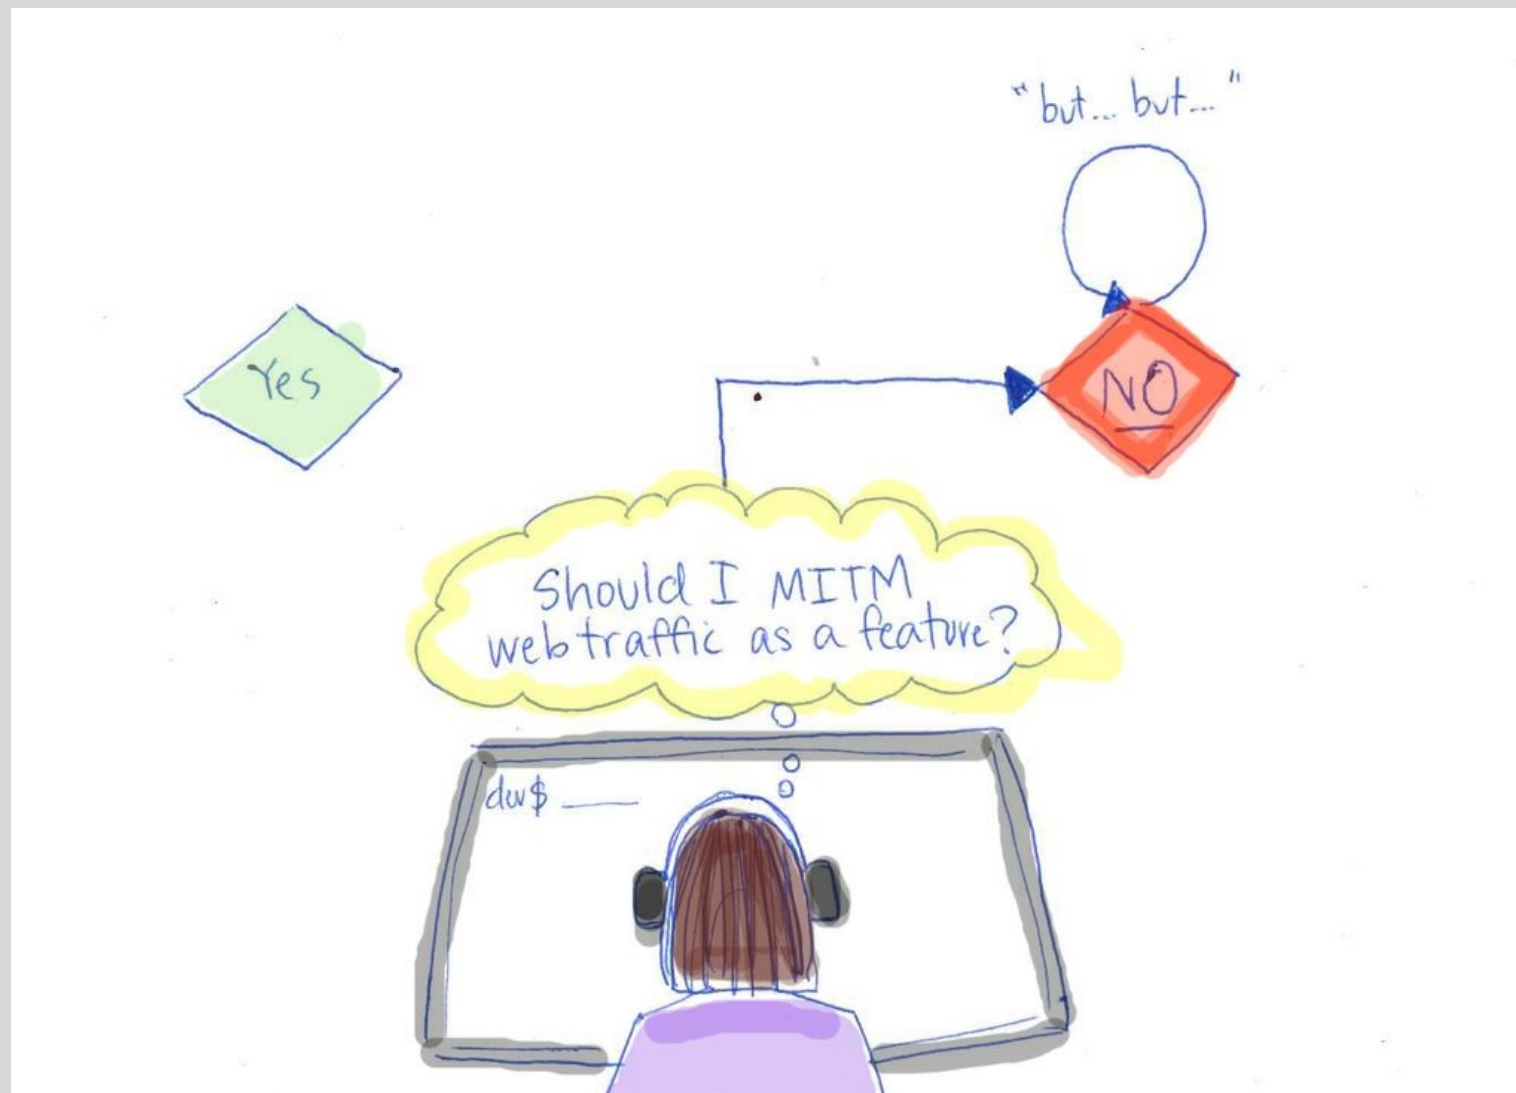 "but... but..."
Yes
NO
Should I MITM
web traffic as a feature?
dev$